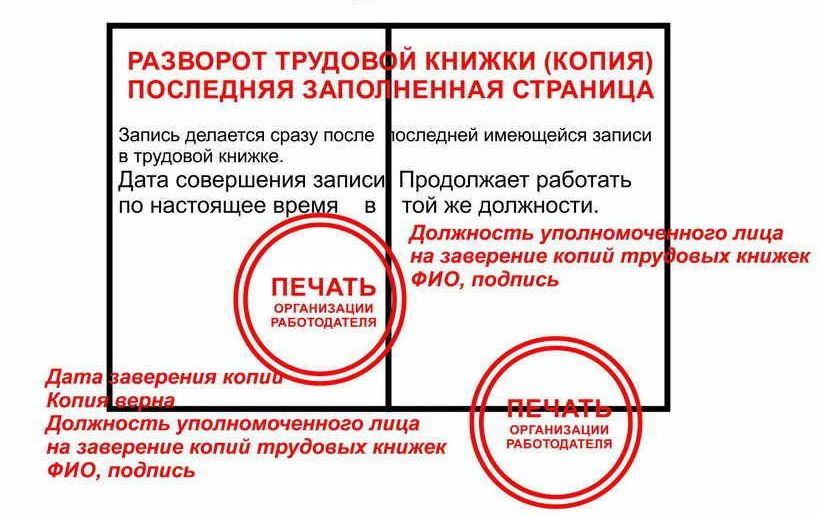 РАЗВОРОТ ТРУДОВОЙ КНИЖКИ (КОПИЯ)
ПОСЛЕДНЯЯ ЗАПОЛНЕННАЯ СТРАНИЦА
Запись делается сразу после последней имеющейся записи
в трудовой книжке.
Дата совершения записи Продолжает работать
по настоящее время в той же должности.
Должность уполномоченного лица
на заверение копий трудовых книжек
ФИО, подпись
ПЕЧАТЬ
ОРГАНИЗАЦИИ
РАБОТОДАТЕЛЯ
Дата заверения копии
Копия верна
Должность уполномоченного лица
на заверение копий трудовых книжек
ФИО, подпись
ПЕЧАТЬ
ОРГАНИЗАЦИИ
РАБОТОДАТЕЛЯ